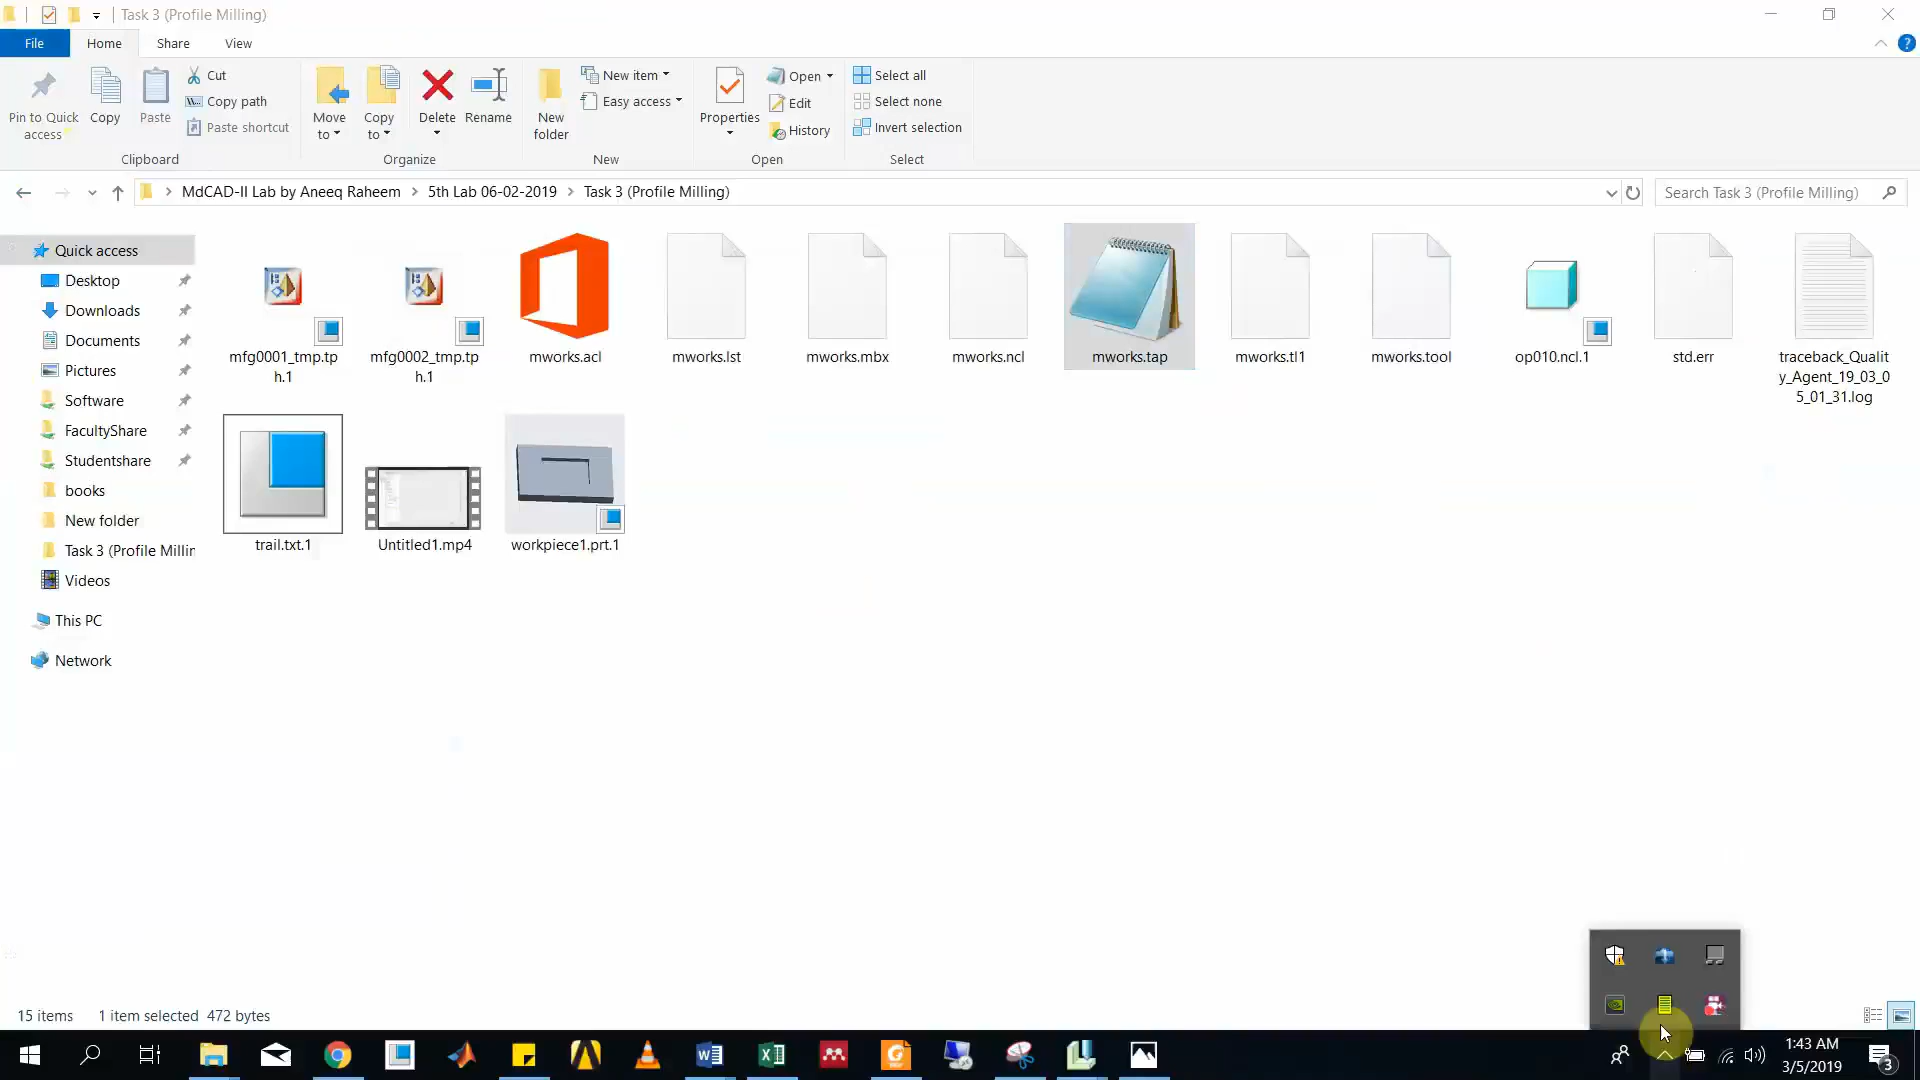 Task 3 (Profile Milling)
File Home Share View
Pin to Quick access
Copy
Paste
Cut
Copy path
Paste shortcut
Clipboard
Move to
Copy to
Delete
Rename
Organize
New folder
New item
Easy access
New
Properties
Open
Edit
History
Open
Select all
Select none
Invert selection
Select
MdCAD-II Lab by Aneeq Raheem > 5th Lab 06-02-2019 > Task 3 (Profile Milling)
Search Task 3 (Profile Milling)
Quick access
Desktop
Downloads
Documents
Pictures
Software
FacultyShare
Studentshare
books
New folder
Task 3 (Profile Millin
Videos
This PC
Network
mfg0001_tmp.tp
h.1
mfg0002_tmp.tp
h.1
mworks.acl
mworks.lst
mworks.mbx
mworks.ncl
mworks.tap
mworks.tl1
mworks.tool
op010.ncl.1
std.err
traceback_Qualit
y_Agent_19_03_0
5_01_31.log
trail.txt.1
Untitled1.mp4
workpiece1.prt.1
15 items 1 item selected 472 bytes
1:43 AM
3/5/2019
3